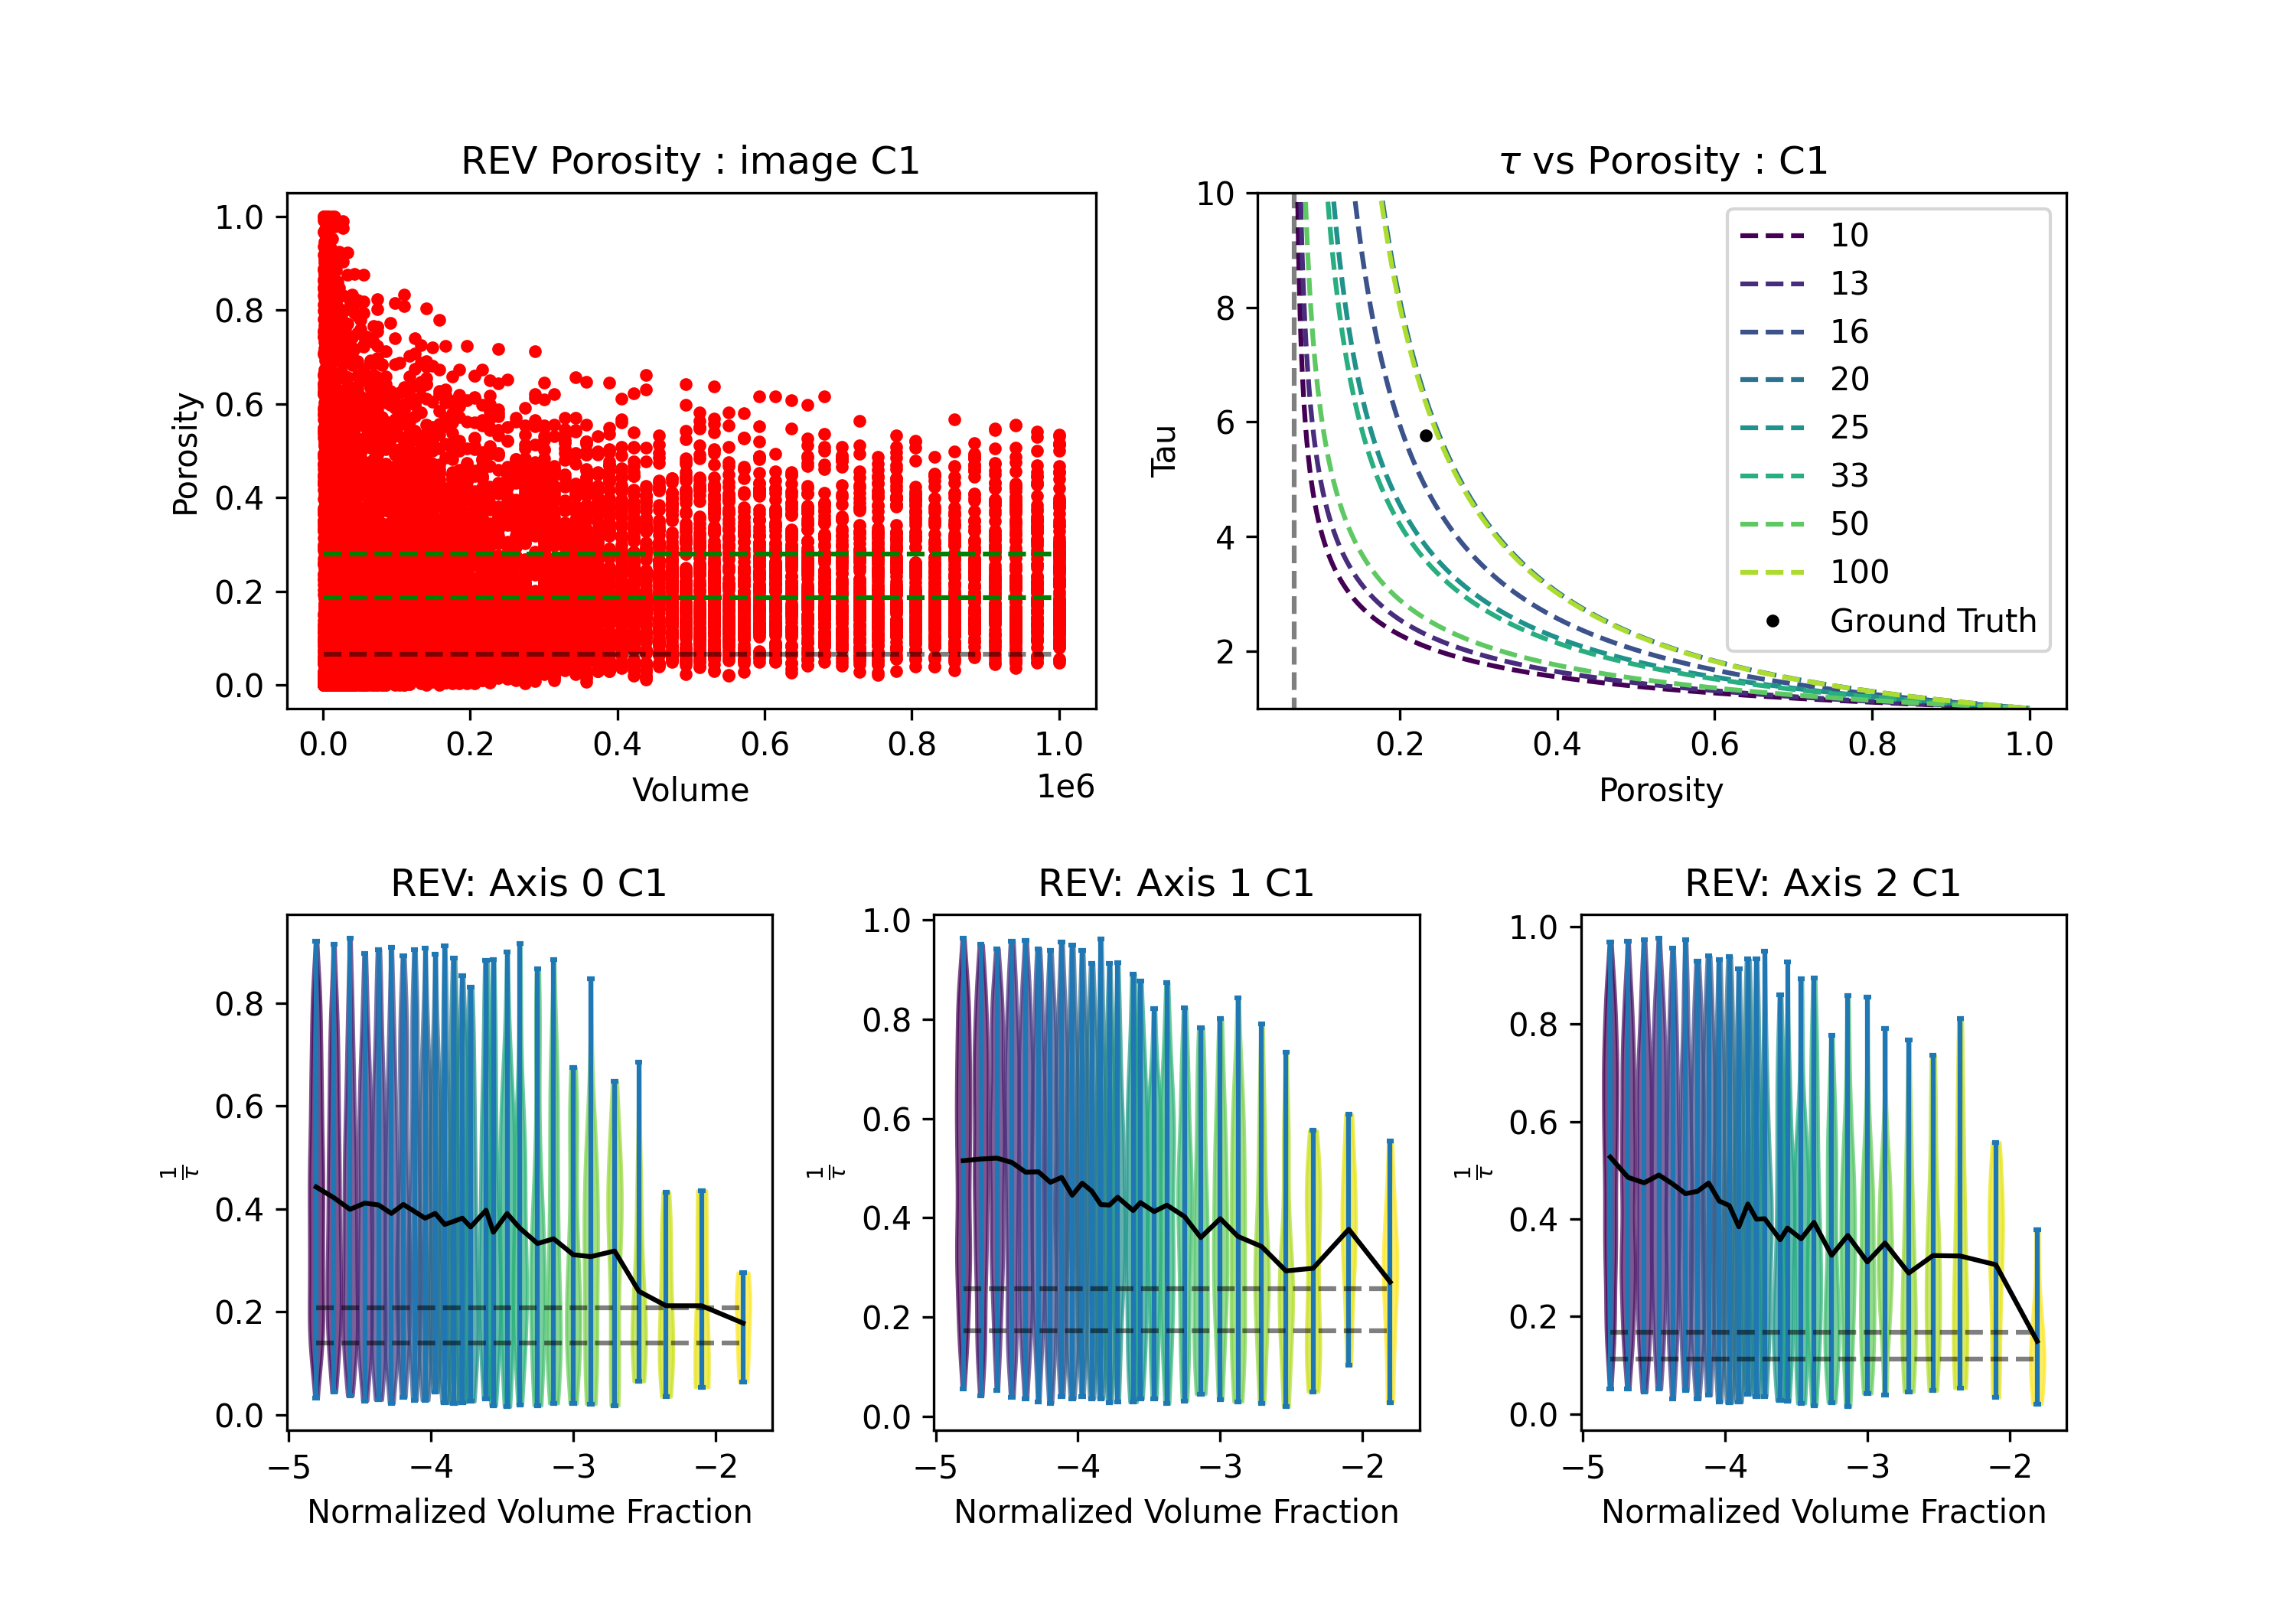 REV Porosity : image C1
1.0
0.8
0.6
0.4
0.2
0.0
Porosity
0.0 0.2 0.4 0.6 0.8 1.0
1e6
Volume
τ vs Porosity : C1
10
8
6
4
2
Tau
0.2 0.4 0.6 0.8 1.0
Porosity
10
13
16
20
25
33
50
100
Ground Truth
REV: Axis 0 C1
0.8
0.6
0.4
0.2
0.0
1/τ
−5 −4 −3 −2
Normalized Volume Fraction
REV: Axis 1 C1
1.0
0.8
0.6
0.4
0.2
0.0
1/τ
−5 −4 −3 −2
Normalized Volume Fraction
REV: Axis 2 C1
1.0
0.8
0.6
0.4
0.2
0.0
1/τ
−5 −4 −3 −2
Normalized Volume Fraction